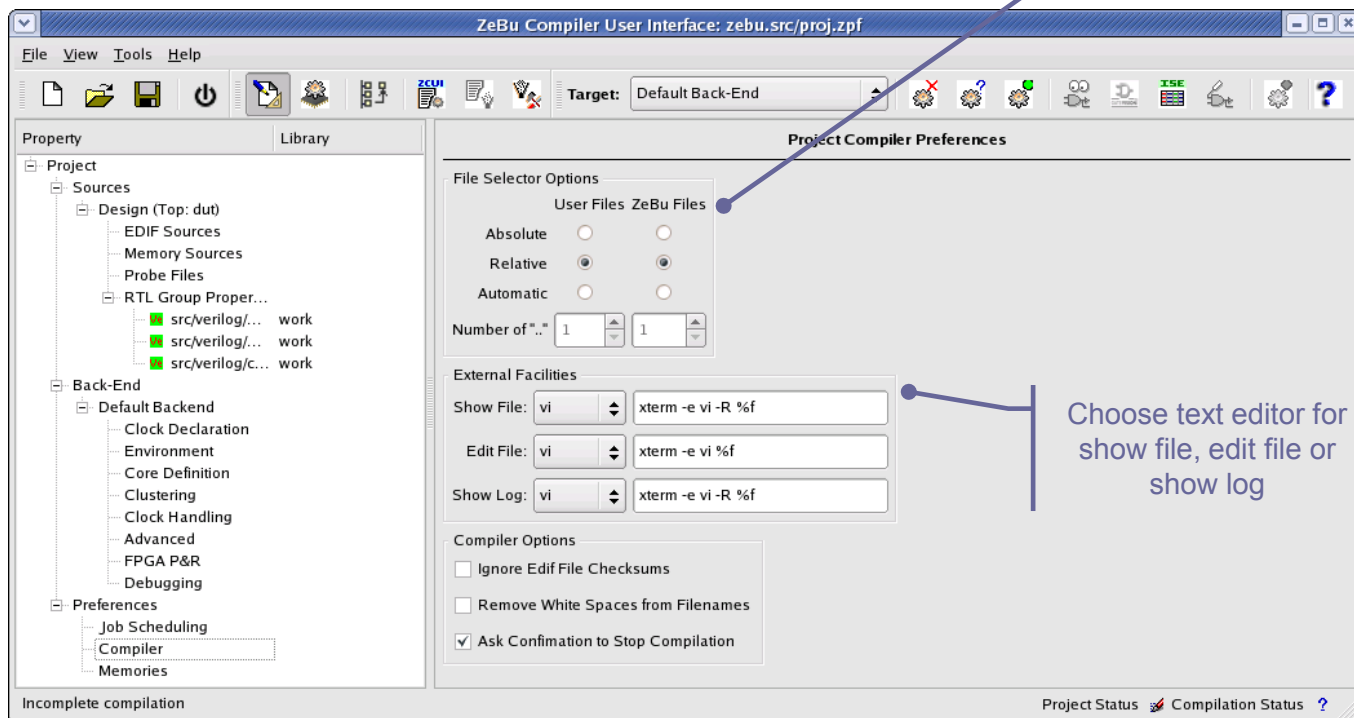 ZeBu Compiler User Interface: zebu.src/proj.zpf
File View Tools Help
ZCUI
Target: Default Back-End
ISE
Property Library
Project
Sources
Design (Top: dut)
EDIF Sources
Memory Sources
Probe Files
RTL Group Proper...
Ve src/verilog/... work
Ve src/verilog/... work
Ve src/verilog/c... work
Back-End
Default Backend
Clock Declaration
Environment
Core Definition
Clustering
Clock Handling
Advanced
FPGA P&R
Debugging
Preferences
Job Scheduling
Compiler
Memories
Project Compiler Preferences
File Selector Options
User Files ZeBu Files
Absolute
Relative
Automatic
Number of ".." 1 1
External Facilities
Show File: vi xterm -e vi -R %f
Edit File: vi xterm -e vi %f
Show Log: vi xterm -e vi -R %f
Compiler Options
Ignore Edif File Checksums
Remove White Spaces from Filenames
Ask Confimation to Stop Compilation
Choose text editor for
show file, edit file or
show log
Incomplete compilation
Project Status Compilation Status ?